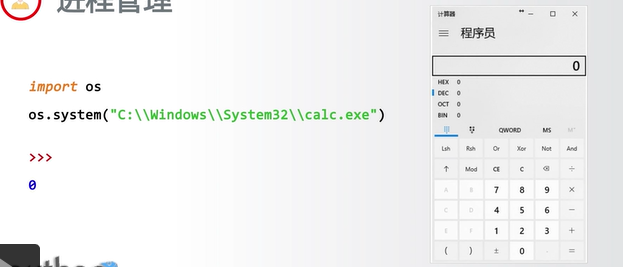 进程管理
import os
os.system("C:\\Windows\\System32\\calc.exe")
>>>
0
计算器
程序员
0
HEX 0
DEC 0
OCT 0
BIN 0
QWORD MS
Lsh Rsh Or Xor Not And
↑ Mod CE C ÷
A B 7 8 9 ×
C D 4 5 6 −
E F 1 2 3 +
( ) ± 0 . =